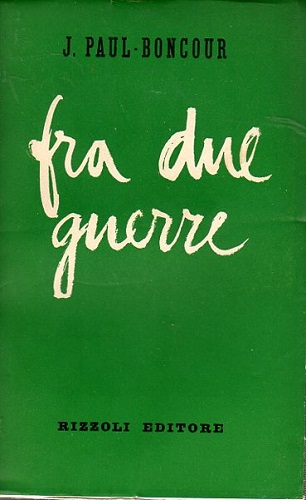 J. PAUL-BONCOUR
fra due
guerre
RIZZOLI EDITORE